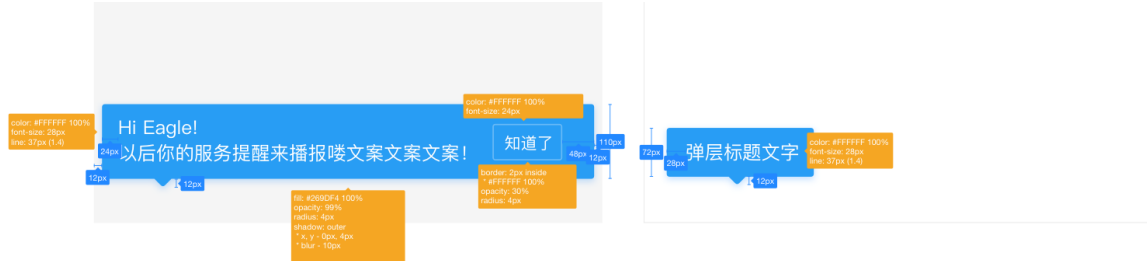 color: #FFFFFF 100%
font-size: 28px
line: 37px (1.4)
Hi Eagle!
以后你的服务提醒来播报喽文案文案文案!
24px
12px
12px
color: #FFFFFF 100%
font-size: 24px
知道了
48px
12px
110px
border: 2px inside
* #FFFFFF 100%
opacity: 30%
radius: 4px
fill: #269DF4 100%
opacity: 99%
radius: 4px
shadow: outer
* x, y - 0px, 4px
* blur - 10px
72px
28px
弹层标题文字
color: #FFFFFF 100%
font-size: 28px
line: 37px (1.4)
12px